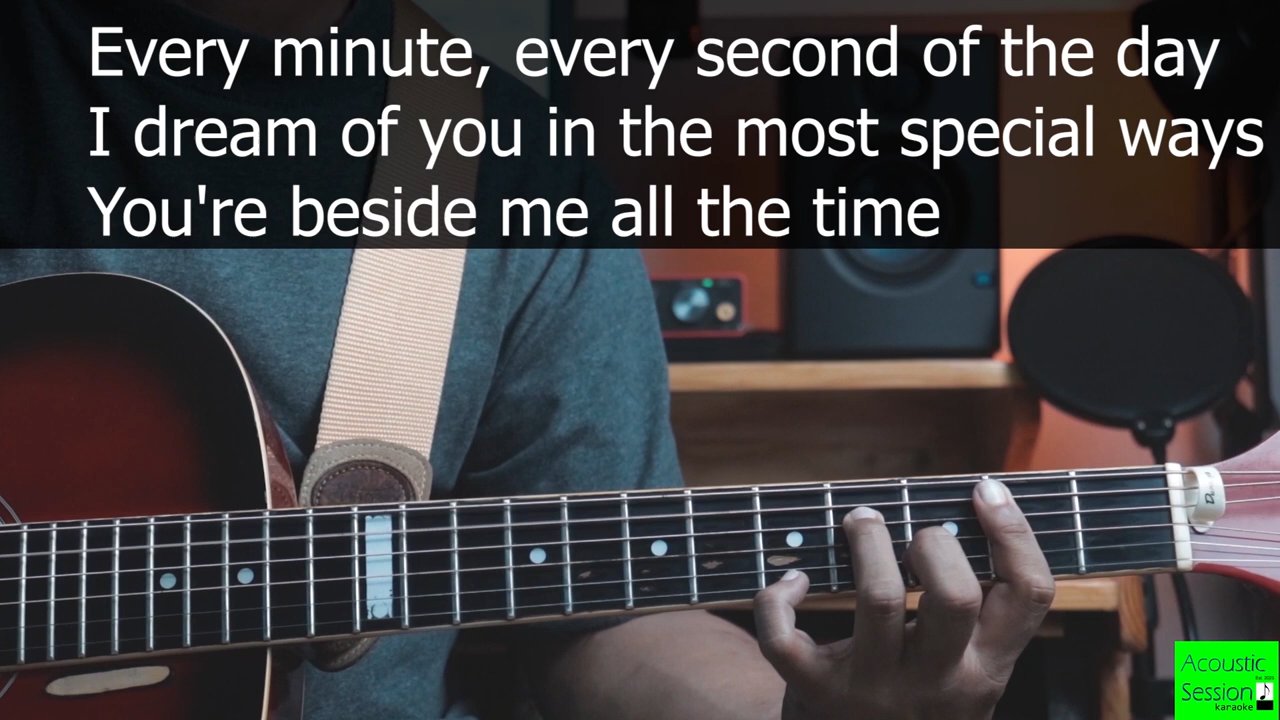 Every minute, every second of the day
I dream of you in the most special ways
You're beside me all the time
Acoustic
Session
karaoke